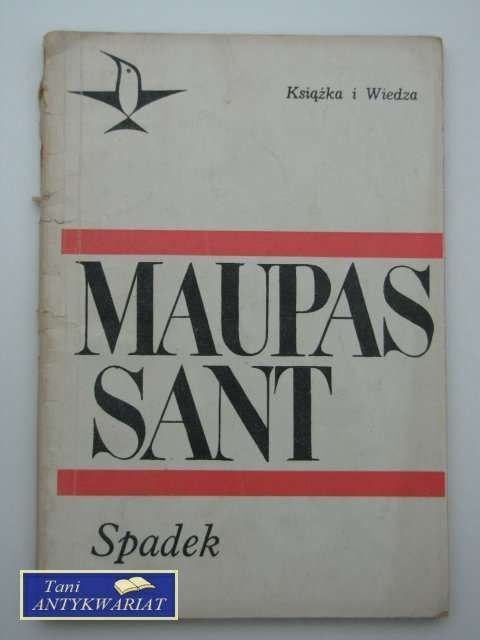 Książka i Wiedza
MAUPAS
SANT
Spadek
Tani
ANTYKWARIAT